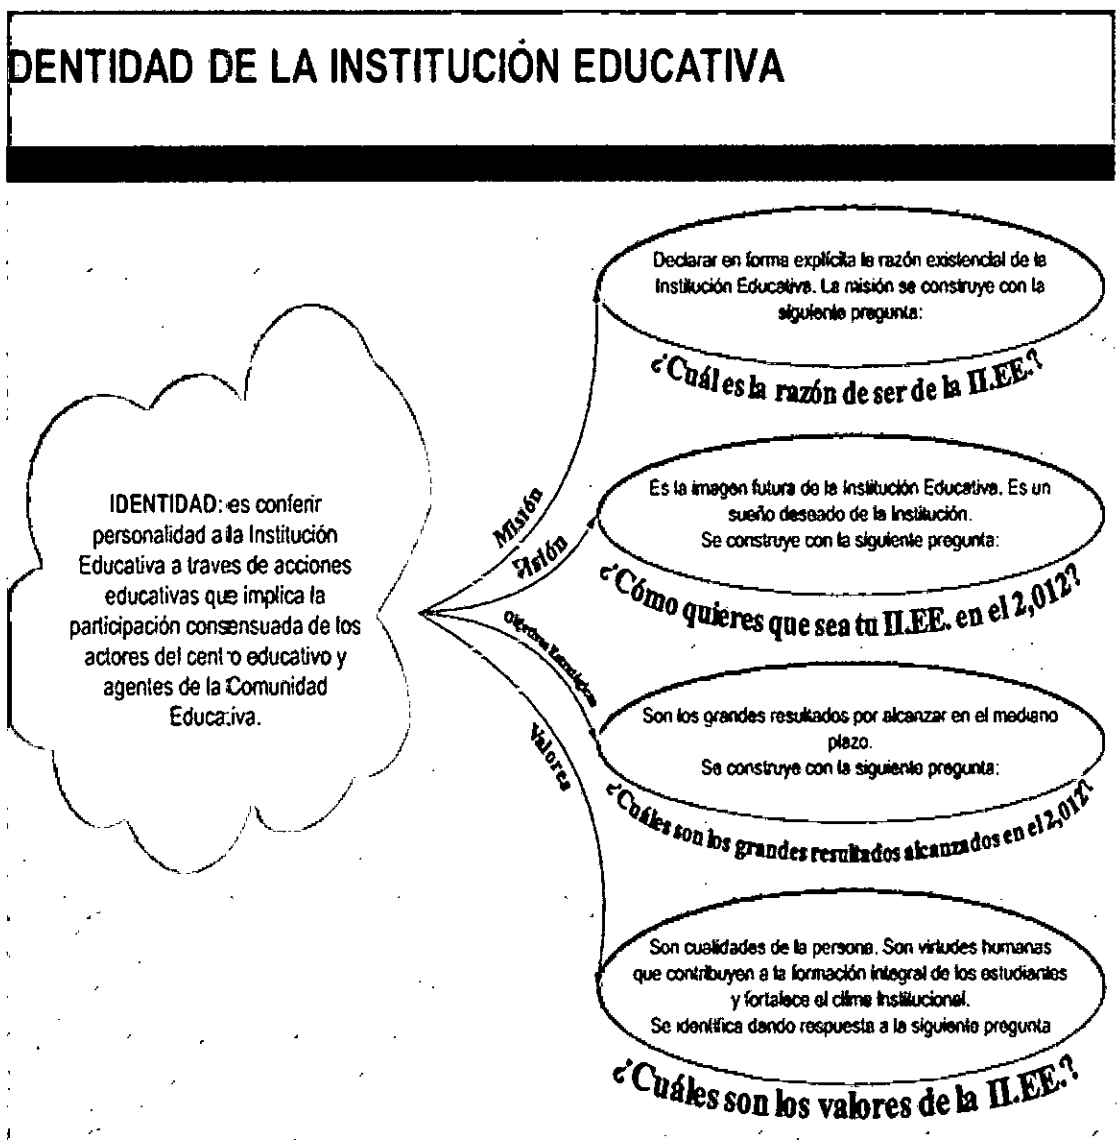 DENTIDAD DE LA INSTITUCIÓN EDUCATIVA
IDENTIDAD: es conferir
personalidad a la Institución
Educativa a traves de acciones
educativas que implica la
participación consensuada de los
actores del centro educativo y
agentes de la Comunidad
Educativa.
Misión
Declarar en forma explícita la razón existencial de la
Institución Educativa. La misión se construye con la
siguiente pregunta:
¿Cuál es la razón de ser de la II.EE.?
Visión
Es la imagen futura de la Institución Educativa. Es un
sueño deseado de la Institución.
Se construye con la siguiente pregunta:
¿Cómo quieres que sea tu II.EE. en el 2,012?
Objetivos Estratégicos
Son los grandes resultados por alcanzar en el mediano
plazo.
Se construye con la siguiente pregunta:
¿Cuáles son los grandes resultados alcanzados en el 2,012?
Valores
Son cualidades de la persona. Son virtudes humanas
que contribuyen a la formación integral de los estudiantes
y fortalece el clima Institucional.
Se identifica dando respuesta a la siguiente pregunta
¿Cuáles son los valores de la II.EE.?